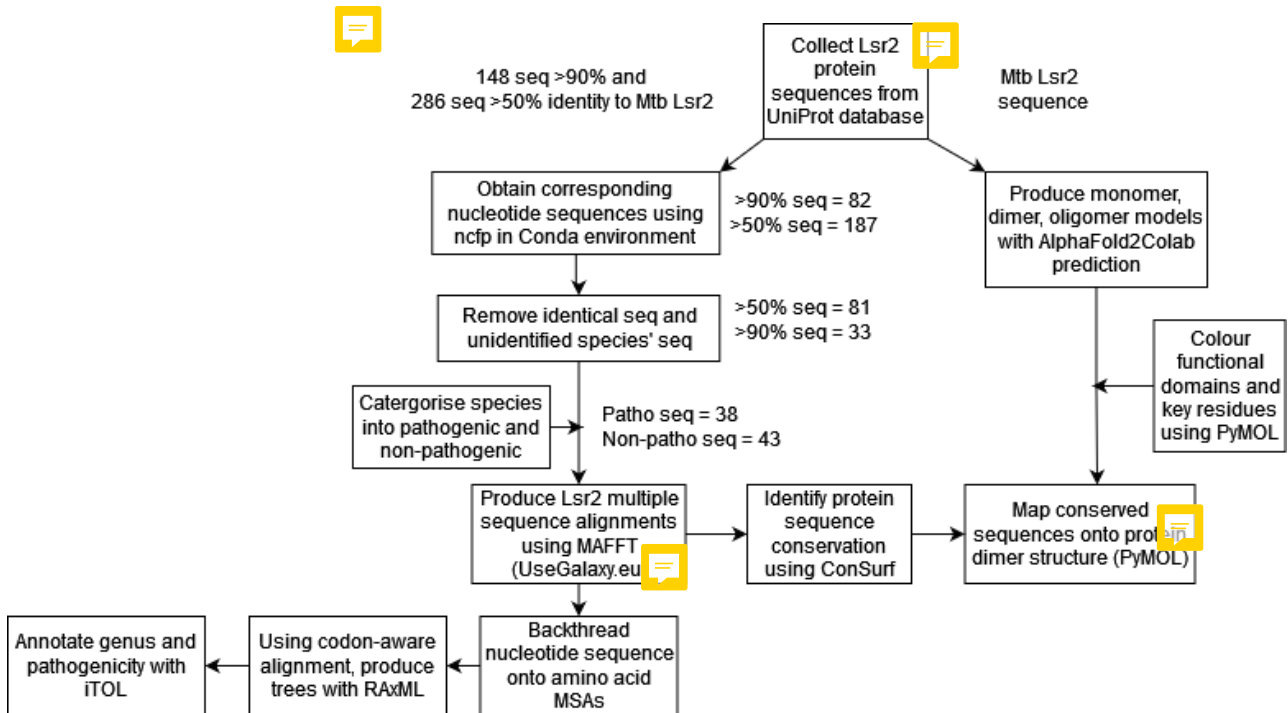 Collect Lsr2
protein
sequences from
UniProt database
148 seq >90% and
286 seq >50% identity to Mtb Lsr2
Mtb Lsr2
sequence
Obtain corresponding
nucleotide sequences using
ncfp in Conda environment
>90% seq = 82
>50% seq = 187
Produce monomer,
dimer, oligomer models
with AlphaFold2Colab
prediction
Remove identical seq and
unidentified species' seq
>50% seq = 81
>90% seq = 33
Colour
functional
domains and
key residues
using PyMOL
Catergorise species
into pathogenic and
non-pathogenic
Patho seq = 38
Non-patho seq = 43
Produce Lsr2 multiple
sequence alignments
using MAFFT
(UseGalaxy.eu
Identify protein
sequence
conservation
using ConSurf
Map conserved
sequences onto protein
dimer structure (PyMOL)
Backthread
nucleotide sequence
onto amino acid
MSAs
Using codon-aware
alignment, produce
trees with RAxML
Annotate genus and
pathogenicity with
iTOL